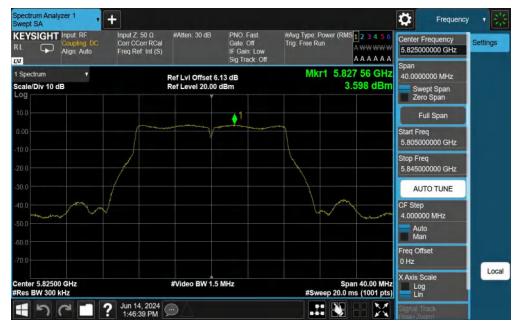 Spectrum Analyzer 1
Swept SA
Frequency
KEYSIGHT
Input: RF
Input Z: 50 Ω
#Atten: 30 dB
PNO: Fast
#Avg Type: Power (RMS
1 2 3 4 5 6
RL
Coupling: DC
Corr CCorr RCal
Gate: Off
Trig: Free Run
Align: Auto
Freq Ref: Int (S)
IF Gain: Low
A W W W W W
Sig Track: Off
A A A A A A
LXI
1 Spectrum
Ref Lvl Offset 6.13 dB
Mkr1 5.827 56 GHz
Scale/Div 10 dB
Ref Level 20.00 dBm
3.598 dBm
Log
1
10.0
0.00
-10.0
-20.0
-30.0
-40.0
-50.0
-60.0
-70.0
Center 5.82500 GHz
#Video BW 1.5 MHz
Span 40.00 MHz
#Res BW 300 kHz
#Sweep 20.0 ms (1001 pts)
Center Frequency
5.825000000 GHz
Settings
Span
40.0000000 MHz
Swept Span
Zero Span
Full Span
Start Freq
5.805000000 GHz
Stop Freq
5.845000000 GHz
AUTO TUNE
CF Step
4.000000 MHz
Auto
Man
Freq Offset
0 Hz
X Axis Scale
Log
Lin
Local
Signal Track
Jun 14, 2024
1:46:39 PM
?